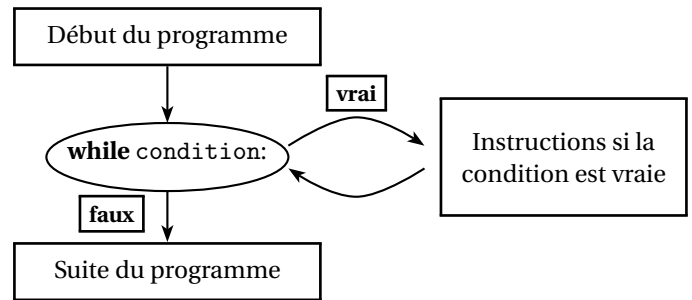 Début du programme
vrai
while condition:
Instructions si la
condition est vraie
faux
Suite du programme